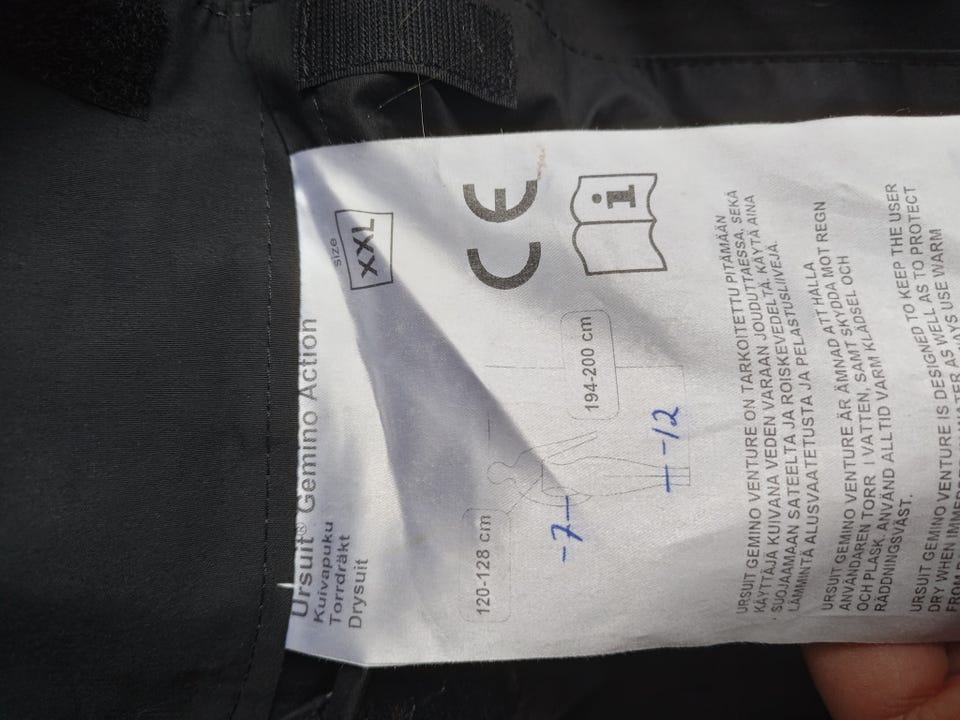 Ursuit® Gemino Action
Kuivapuku
Torrdräkt
Drysuit
size
XXL
CE
i
120-128 cm
194-200 cm
-7-
-12
URSUIT GEMINO VENTURE ON TARKOITETTU PITÄMÄÄN
KÄYTTÄJÄ KUIVANA VEDEN VARAAN JOUDUTTAESSA, SEKÄ
SUOJAAMAAN SATEELTA JA ROISKEVEDELTÄ. KÄYTÄ AINA
LÄMMINTÄ ALUSVAATETUSTA JA PELASTUSLIIVEJÄ.
URSUIT GEMINO VENTURE ÄR ÄMNAD ATT HÅLLA
ANVÄNDAREN TORR I VATTEN, SAMT SKYDDA MOT REGN
OCH PLASK. ANVÄND ALLTID VARM KLÄDSEL OCH
RÄDDNINGSVÄST.
URSUIT GEMINO VENTURE IS DESIGNED TO KEEP THE USER
DRY WHEN IMMERSED WATER AS WELL AS TO PROTECT
FROM USE WARM